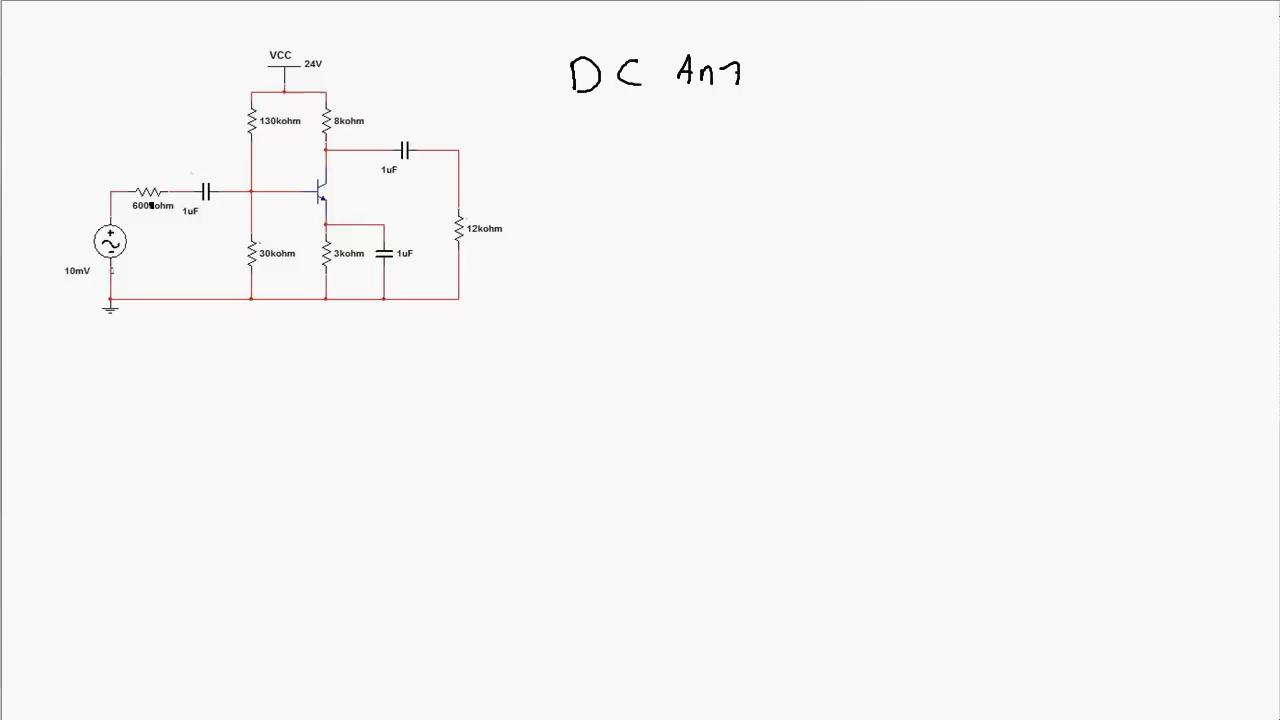 VCC
24V
DC An
130kohm
8kohm
1uF
600ohm
1uF
12kohm
30kohm
3kohm
1uF
10mV